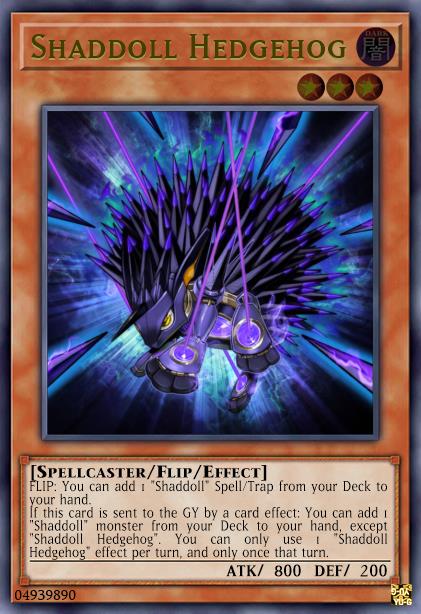 SHADDOLL HEDGEHOG
DARK
闇
[SPELLCASTER/FLIP/EFFECT]
FLIP: You can add 1 "Shaddoll" Spell/Trap from your Deck to
your hand.
If this card is sent to the GY by a card effect: You can add 1
"Shaddoll" monster from your Deck to your hand, except
"Shaddoll Hedgehog". You can only use 1 "Shaddoll
Hedgehog" effect per turn, and only once that turn.
ATK/ 800 DEF/ 200
04939890